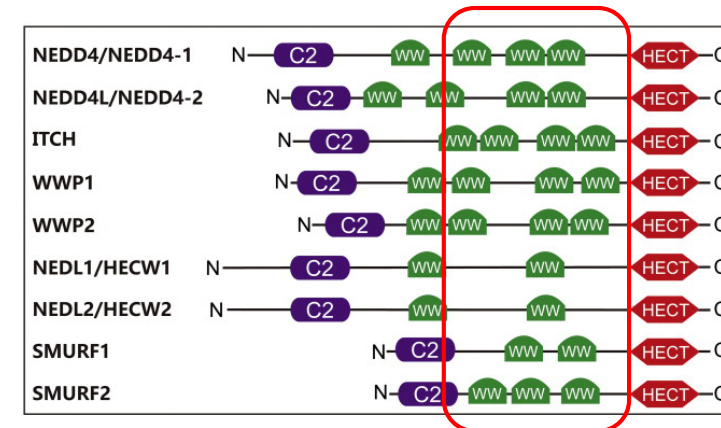 NEDD4/NEDD4-1 N C2 WW WW WW WW HECT C
NEDD4L/NEDD4-2 N C2 WW WW WW WW HECT C
ITCH N C2 WW WW WW WW HECT C
WWP1 N C2 WW WW WW WW HECT C
WWP2 N C2 WW WW WW WW HECT C
NEDL1/HECW1 N C2 WW WW HECT C
NEDL2/HECW2 N C2 WW WW HECT C
SMURF1 N C2 WW WW HECT C
SMURF2 N C2 WW WW WW HECT C